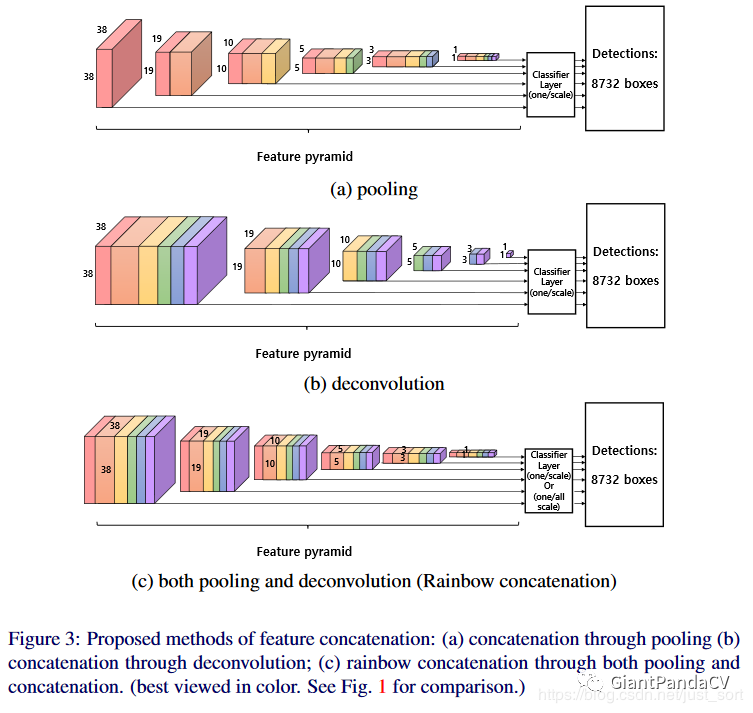 38
38
19
19
10
10
5
5
3
3
1
1
Classifier
Layer
(one/scale)
Detections:
8732 boxes
Feature pyramid
(a) pooling
38
38
19
19
10
10
5
5
3
3
1
1
Classifier
Layer
(one/scale)
Detections:
8732 boxes
Feature pyramid
(b) deconvolution
38
38
19
19
10
10
5
5
3
3
1
1
Classifier
Layer
(one/scale)
Or
(one/all
scale)
Detections:
8732 boxes
Feature pyramid
(c) both pooling and deconvolution (Rainbow concatenation)
Figure 3: Proposed methods of feature concatenation: (a) concatenation through pooling (b)
concatenation through deconvolution; (c) rainbow concatenation through both pooling and
concatenation. (best viewed in color. See Fig. 1 for comparison.)
GiantPandaCV
https://blog.csdn.net/just_sort